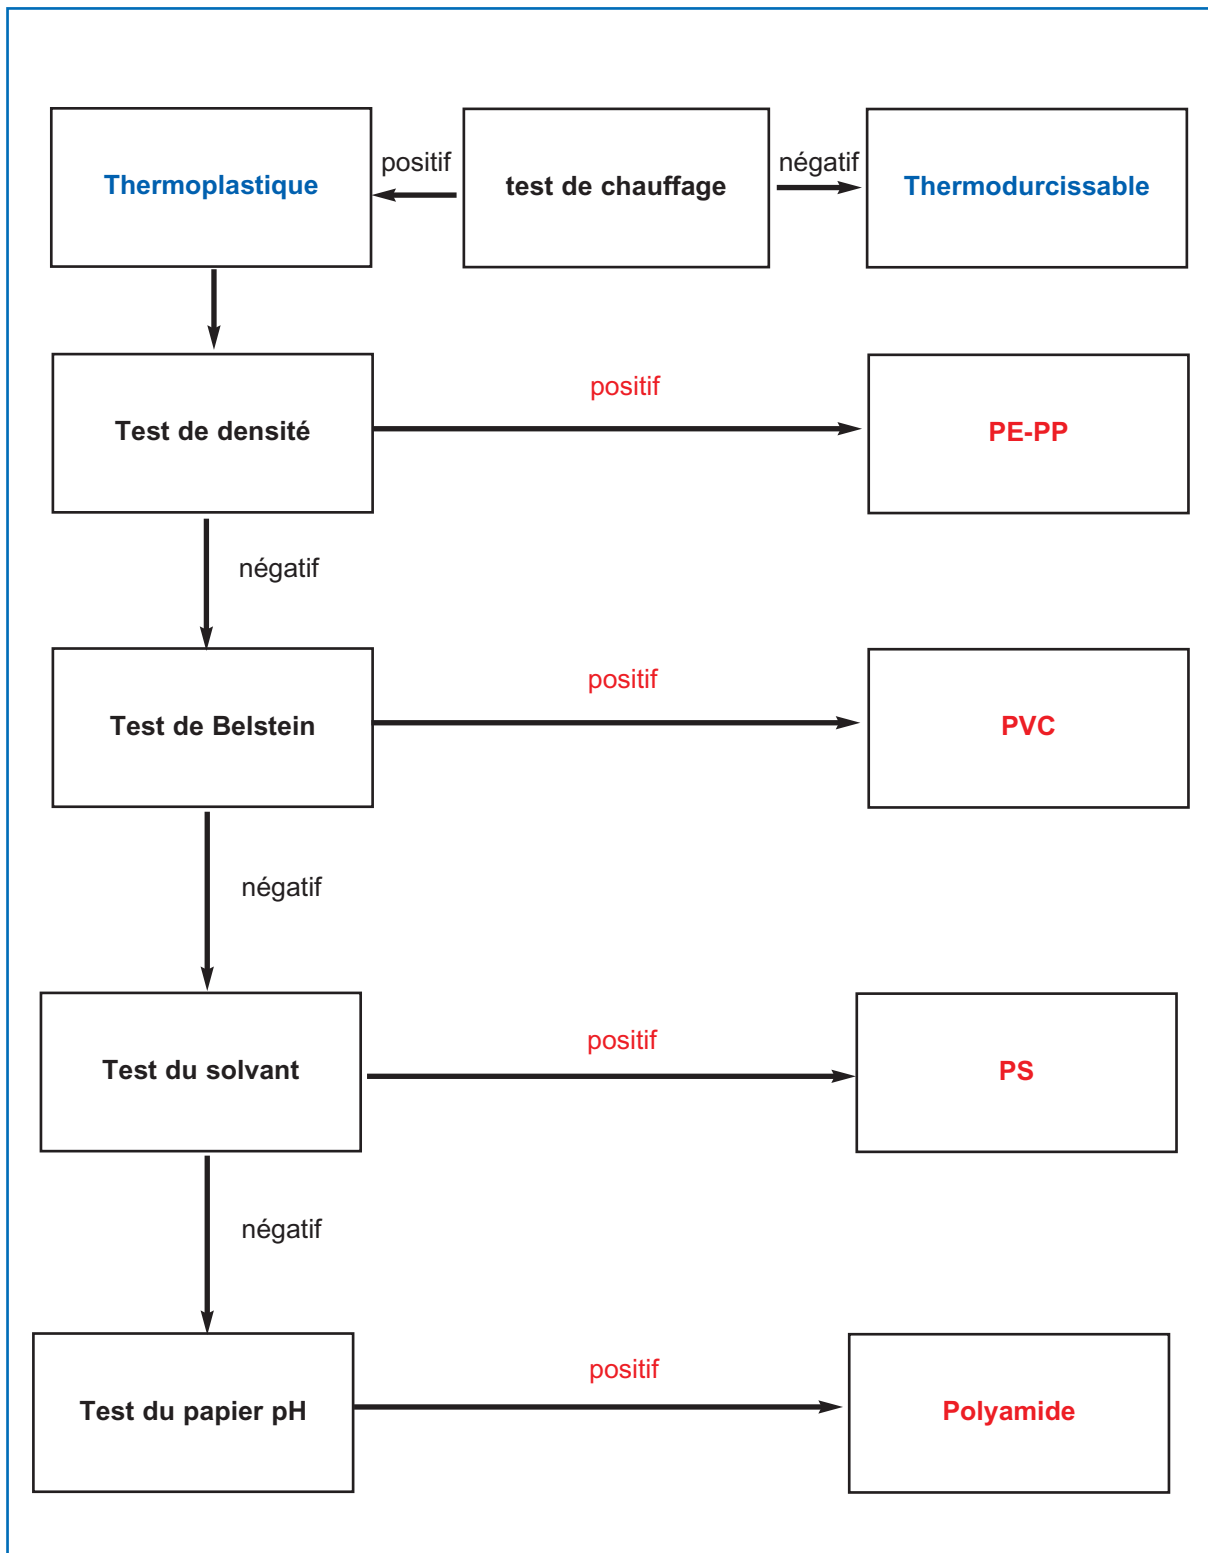 positif
négatif
Thermoplastique
test de chauffage
Thermodurcissable
positif
Test de densité
PE-PP
négatif
positif
Test de Belstein
PVC
négatif
positif
Test du solvant
PS
négatif
positif
Test du papier pH
Polyamide